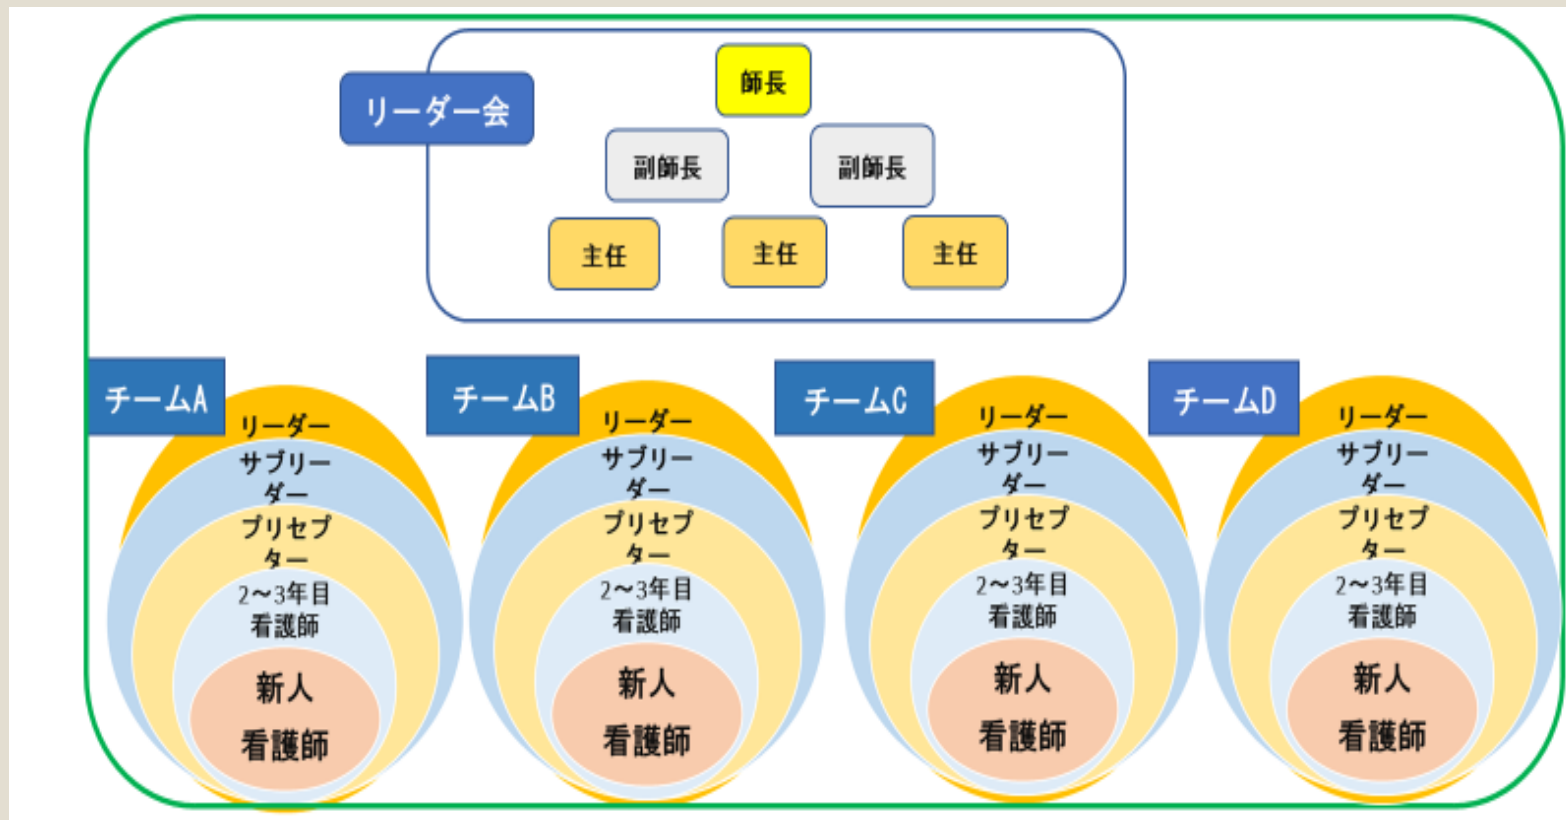 師長
リーダー会
副師長
副師長
主任
主任
主任
チームA
リーダー
サブリー
ダー
プリセプ
ター
2～3年目
看護師
新人
看護師
チームB
リーダー
サブリー
ダー
プリセプ
ター
2～3年目
看護師
新人
看護師
チームC
リーダー
サブリー
ダー
プリセプ
ター
2～3年目
看護師
新人
看護師
チームD
リーダー
サブリー
ダー
プリセプ
ター
2～3年目
看護師
新人
看護師